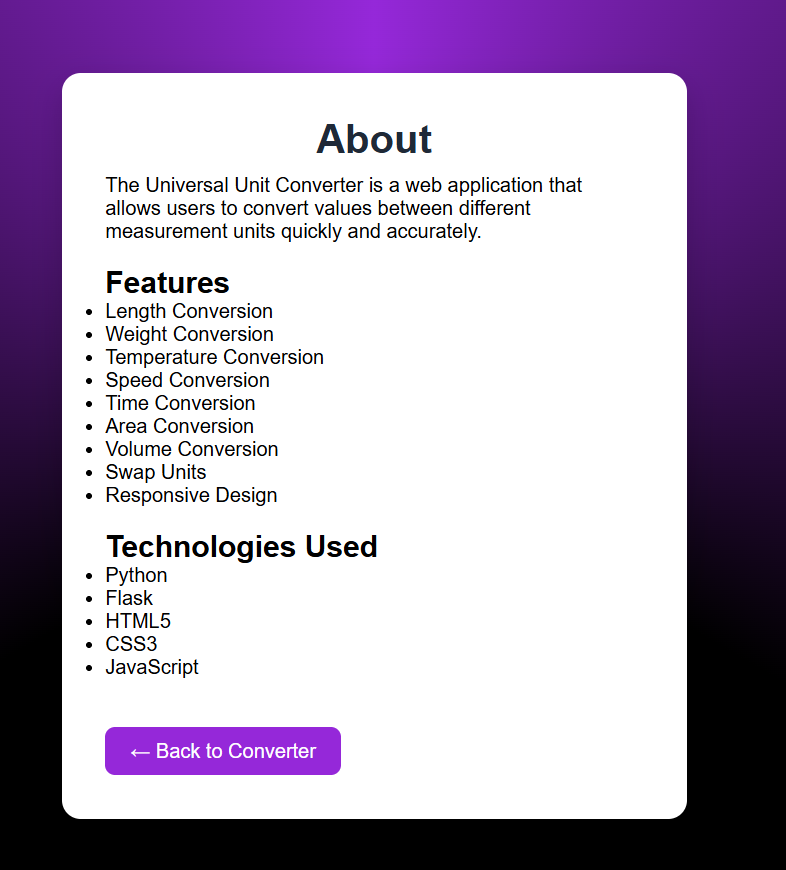 About
The Universal Unit Converter is a web application that
allows users to convert values between different
measurement units quickly and accurately.
Features
Length Conversion
Weight Conversion
Temperature Conversion
Speed Conversion
Time Conversion
Area Conversion
Volume Conversion
Swap Units
Responsive Design
Technologies Used
Python
Flask
HTML5
CSS3
JavaScript
← Back to Converter